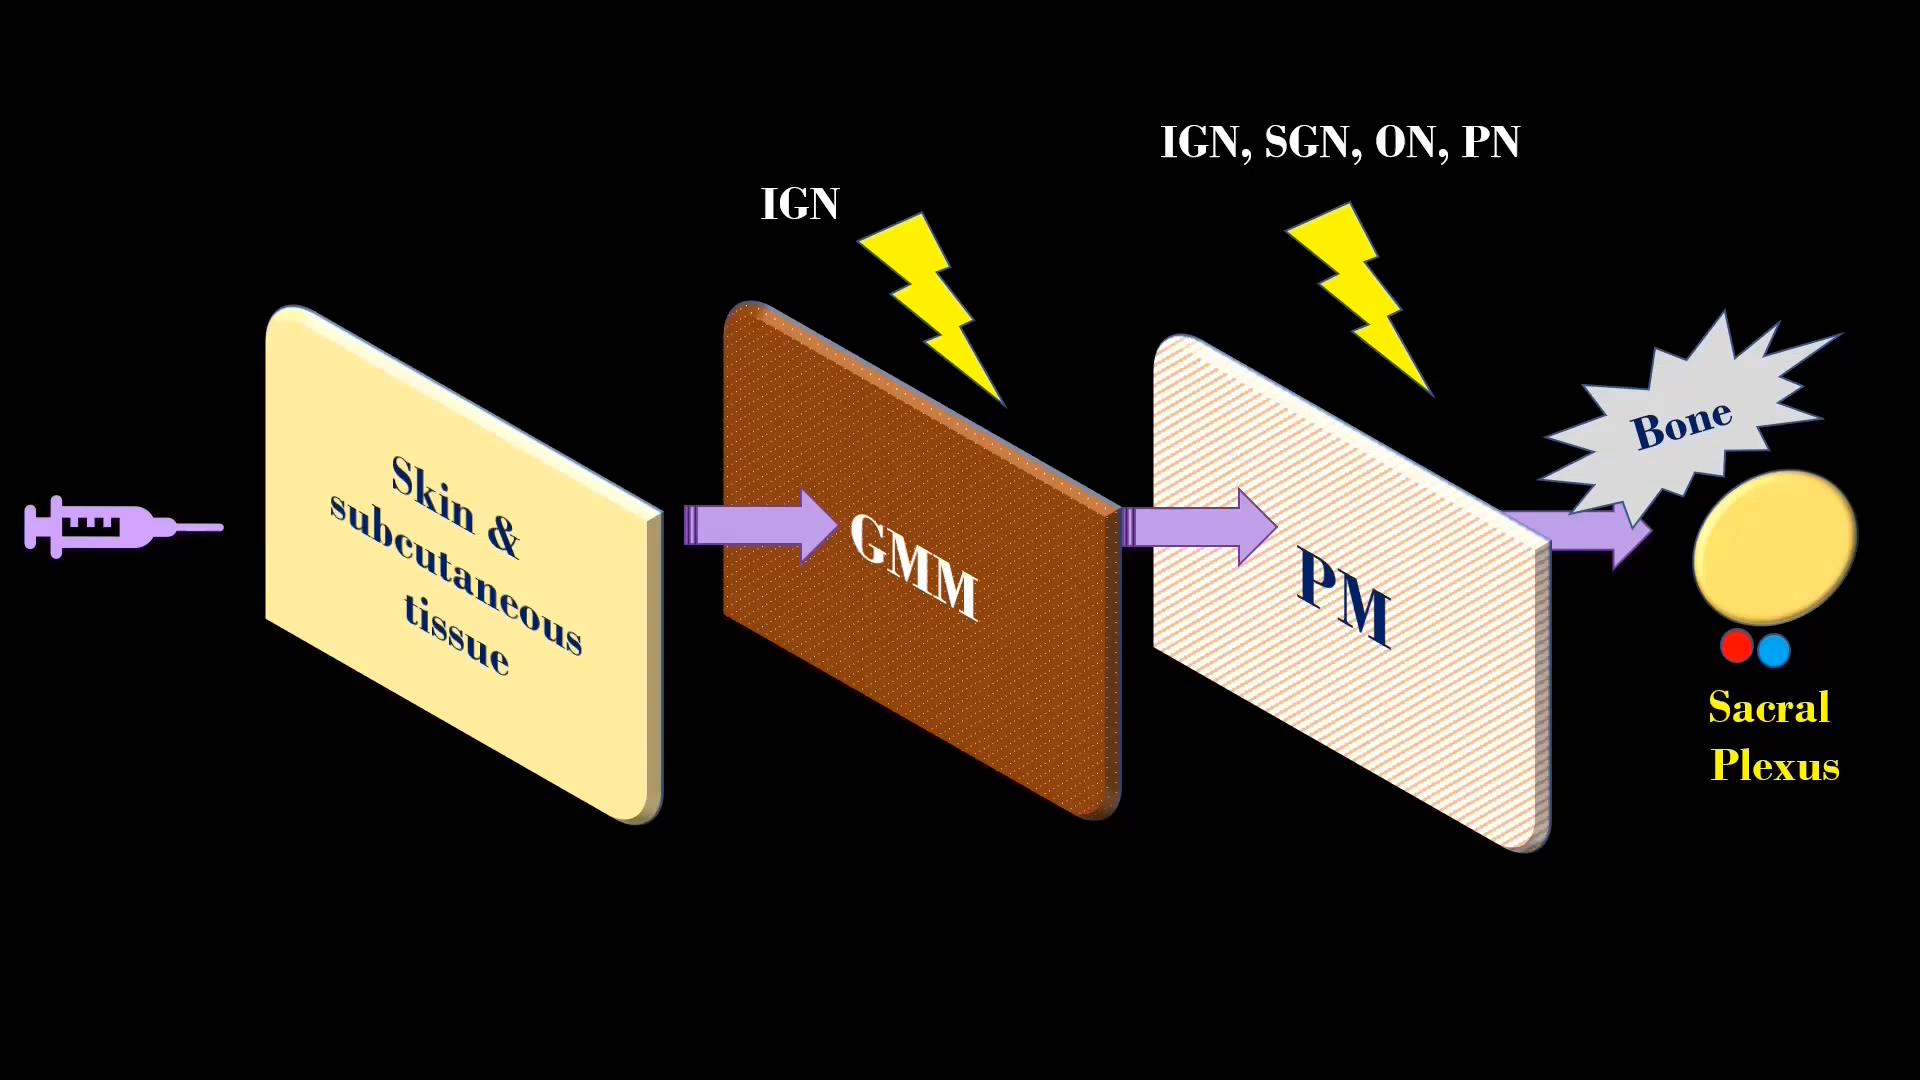 IGN, SGN, ON, PN
IGN
Skin &
subcutaneous
tissue
GMM
PM
Bone
Sacral
Plexus